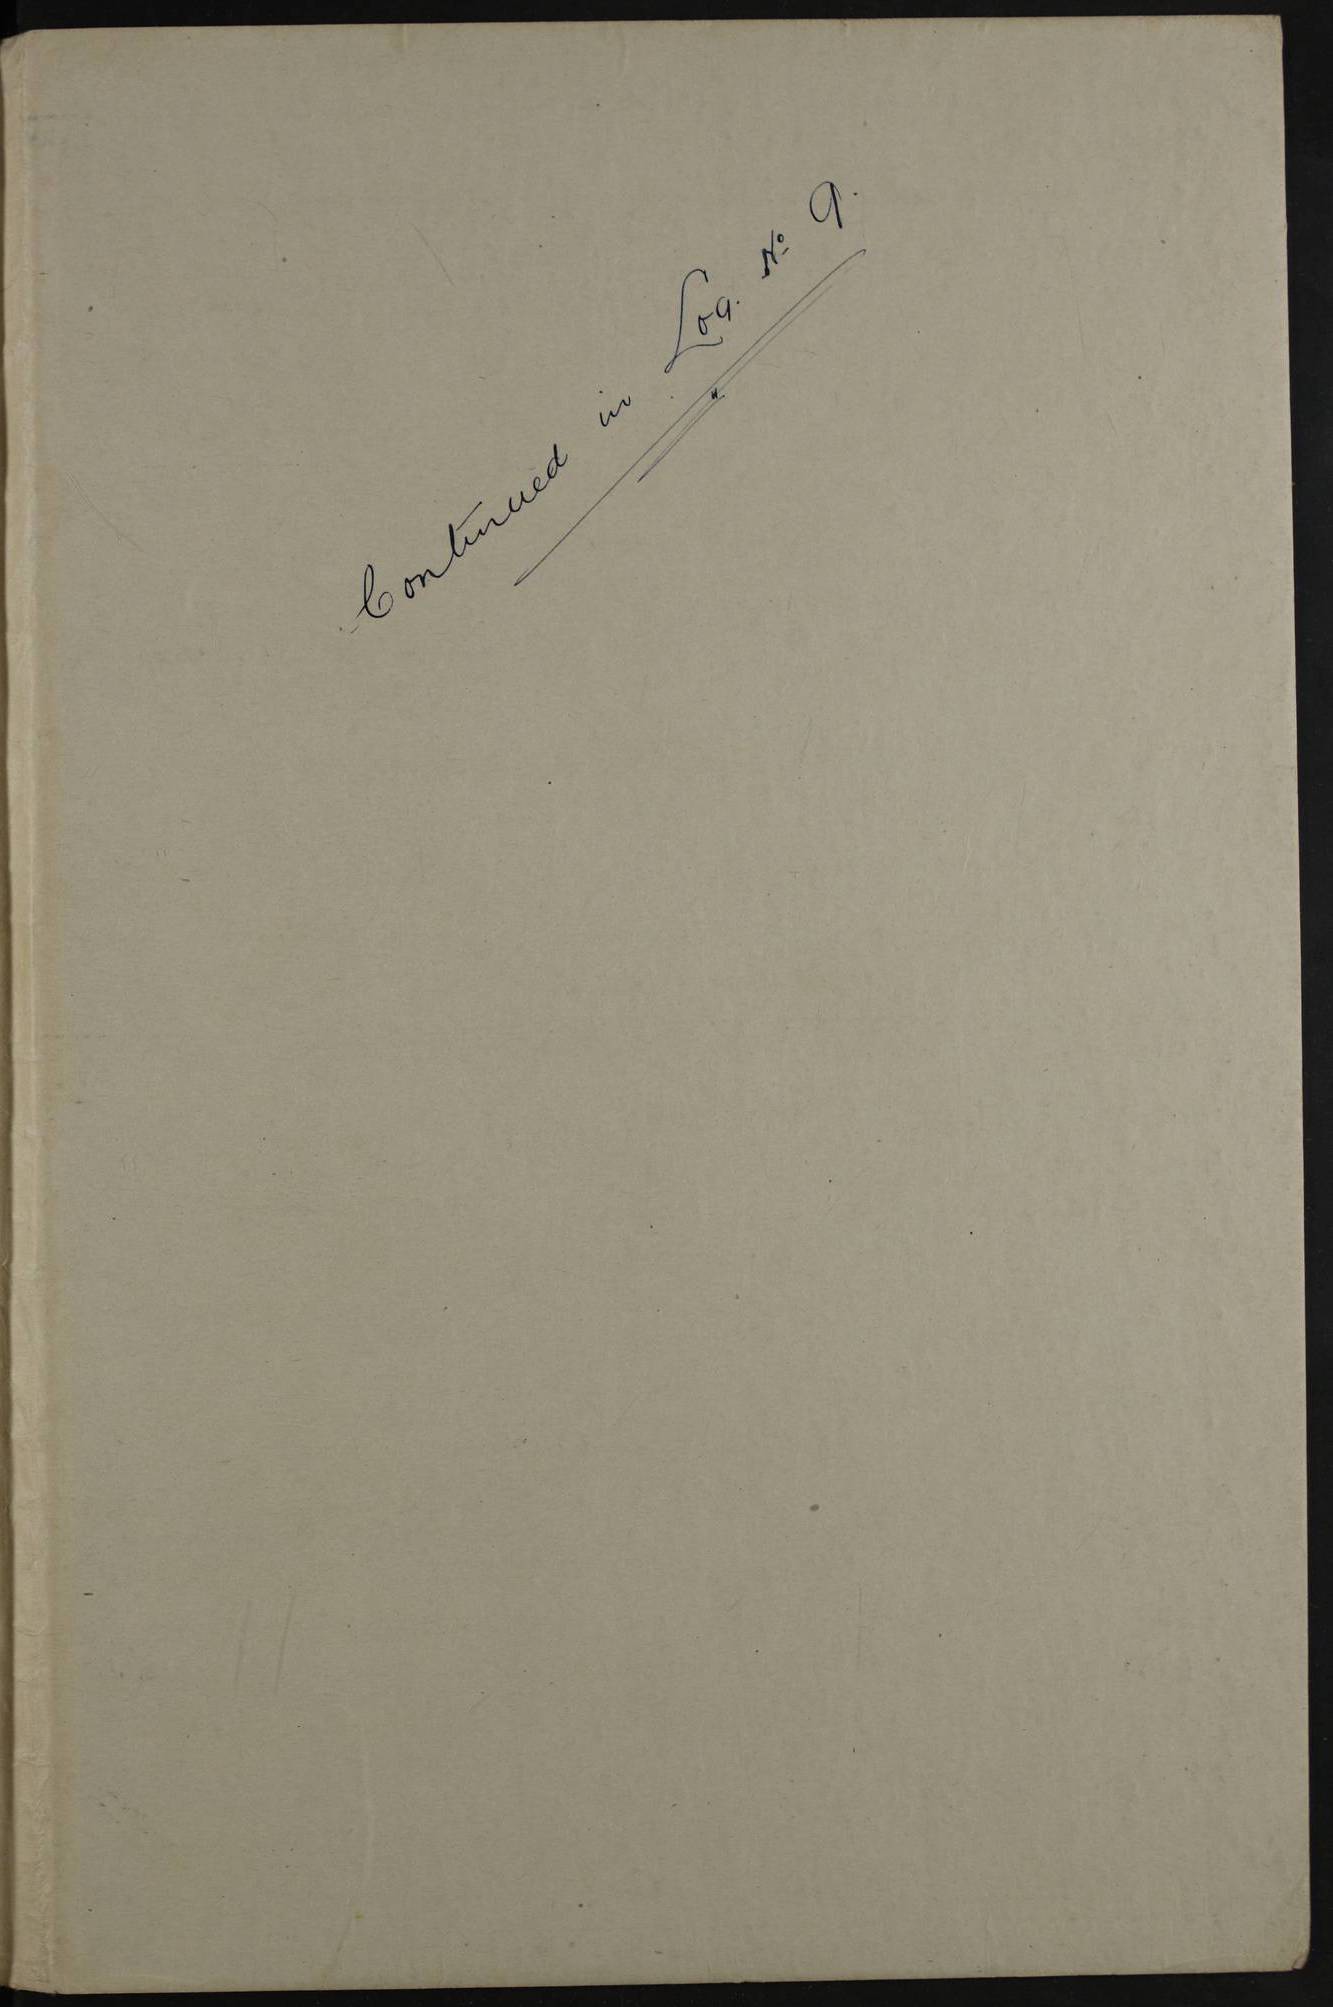 Continued in Log. Nº 9.